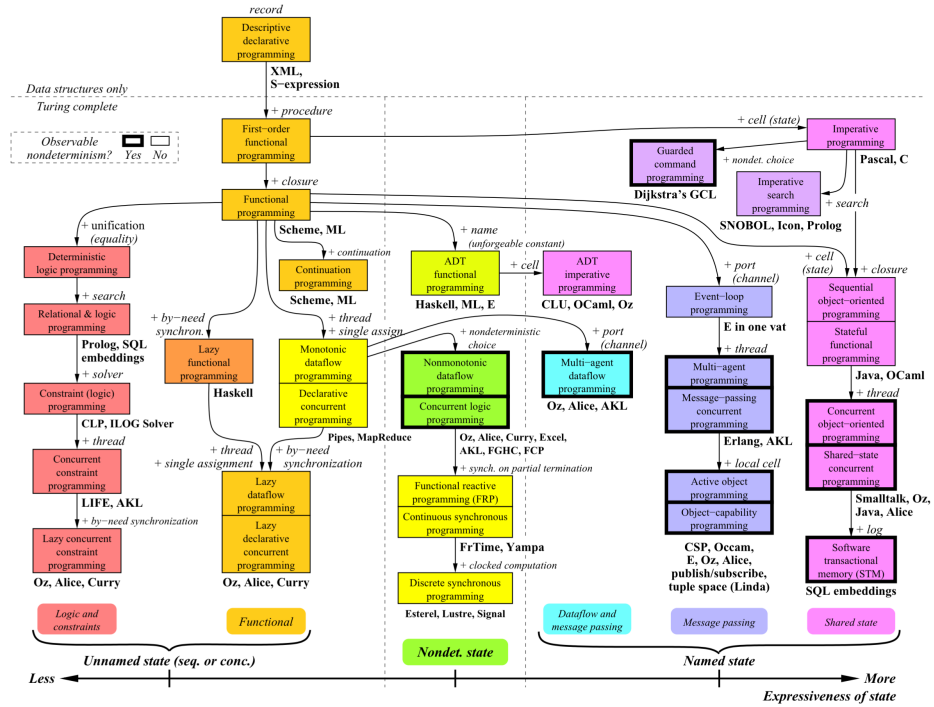 record
Descriptive
declarative
programming
XML,
S−expression
Data structures only
Turing complete
+ procedure
Observable
nondeterminism?
Yes
No
First−order
functional
programming
+ cell (state)
Imperative
programming
Pascal, C
Guarded
command
programming
+ nondet. choice
Dijkstra's GCL
Imperative
search
programming
+ search
SNOBOL, Icon, Prolog
+ closure
Functional
programming
Scheme, ML
+ unification
(equality)
+ continuation
+ name
(unforgeable constant)
+ port
(channel)
+ cell
(state)
+ closure
Deterministic
logic programming
Continuation
programming
Scheme, ML
ADT
functional
programming
Haskell, ML, E
+ cell
ADT
imperative
programming
CLU, OCaml, Oz
Event−loop
programming
E in one vat
Sequential
object−oriented
programming
Stateful
functional
programming
Java, OCaml
+ search
Relational & logic
programming
Prolog, SQL
embeddings
+ by−need
synchron.
+ thread
+ single assign.
+ nondeterministic
choice
+ port
(channel)
+ thread
Lazy
functional
programming
Haskell
Monotonic
dataflow
programming
Declarative
concurrent
programming
Pipes, MapReduce
Nonmonotonic
dataflow
programming
Concurrent logic
programming
Oz, Alice, Curry, Excel,
AKL, FGHC, FCP
Multi−agent
dataflow
programming
Oz, Alice, AKL
Multi−agent
programming
Message−passing
concurrent
programming
Erlang, AKL
+ thread
Concurrent
object−oriented
programming
Shared−state
concurrent
programming
Smalltalk, Oz,
Java, Alice
+ solver
Constraint (logic)
programming
CLP, ILOG Solver
+ thread
Concurrent
constraint
programming
LIFE, AKL
+ by−need synchronization
Lazy concurrent
constraint
programming
Oz, Alice, Curry
+ thread
+ single assignment
+ by−need
synchronization
Lazy
dataflow
programming
Lazy
declarative
concurrent
programming
Oz, Alice, Curry
+ synch. on partial termination
Functional reactive
programming (FRP)
Continuous synchronous
programming
FrTime, Yampa
+ clocked computation
Discrete synchronous
programming
Esterel, Lustre, Signal
+ local cell
Active object
programming
Object−capability
programming
CSP, Occam,
E, Oz, Alice,
publish/subscribe,
tuple space (Linda)
+ log
Software
transactional
memory (STM)
SQL embeddings
Logic and
constraints
Functional
Dataflow and
message passing
Message passing
Shared state
Unnamed state (seq. or conc.)
Nondet. state
Named state
Less
More
Expressiveness of state